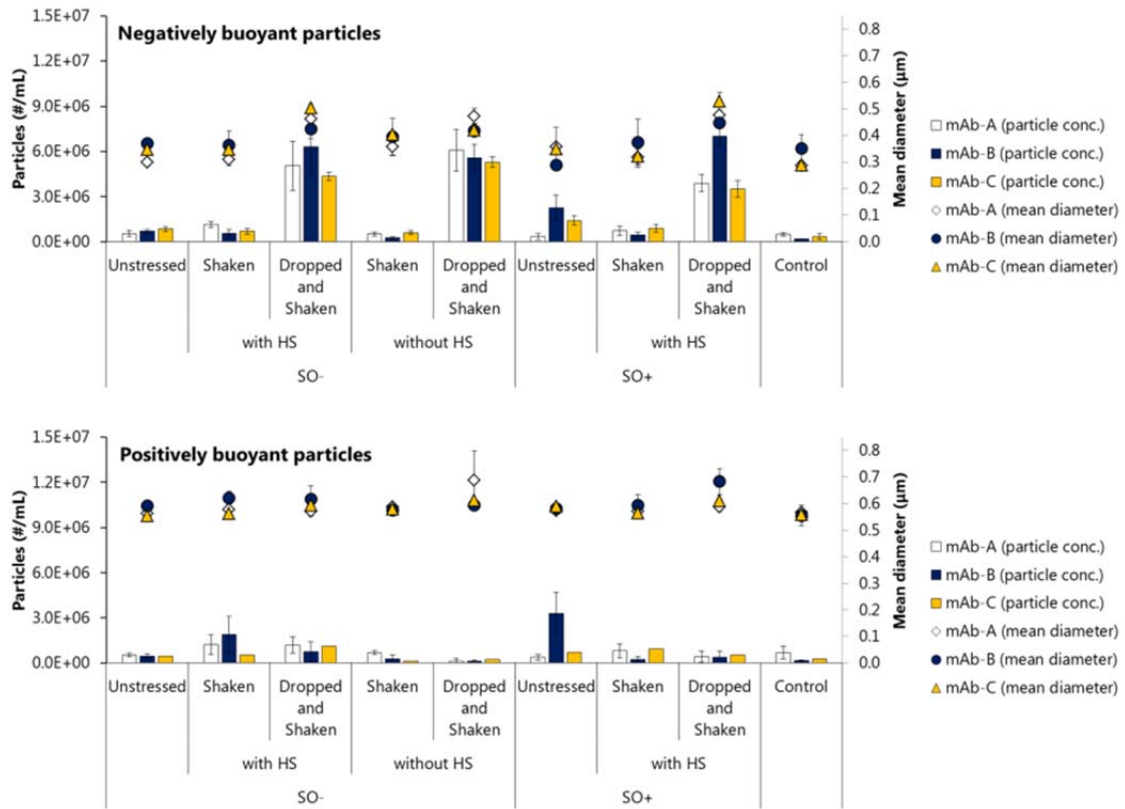 Negatively buoyant particles
Particles (#/mL)
1.5E+07
1.2E+07
9.0E+06
6.0E+06
3.0E+06
0.0E+00
0.8
0.7
0.6
0.5
0.4
0.3
0.2
0.1
0.0
Mean diameter (µm)
Unstressed Shaken Dropped and Shaken Shaken Dropped and Shaken Unstressed Shaken Dropped and Shaken Control
with HS without HS with HS
SO- SO+
mAb-A (particle conc.)
mAb-B (particle conc.)
mAb-C (particle conc.)
mAb-A (mean diameter)
mAb-B (mean diameter)
mAb-C (mean diameter)
Positively buoyant particles
Particles (#/mL)
1.5E+07
1.2E+07
9.0E+06
6.0E+06
3.0E+06
0.0E+00
0.8
0.7
0.6
0.5
0.4
0.3
0.2
0.1
0.0
Mean diameter (µm)
Unstressed Shaken Dropped and Shaken Shaken Dropped and Shaken Unstressed Shaken Dropped and Shaken Control
with HS without HS with HS
SO- SO+
mAb-A (particle conc.)
mAb-B (particle conc.)
mAb-C (particle conc.)
mAb-A (mean diameter)
mAb-B (mean diameter)
mAb-C (mean diameter)